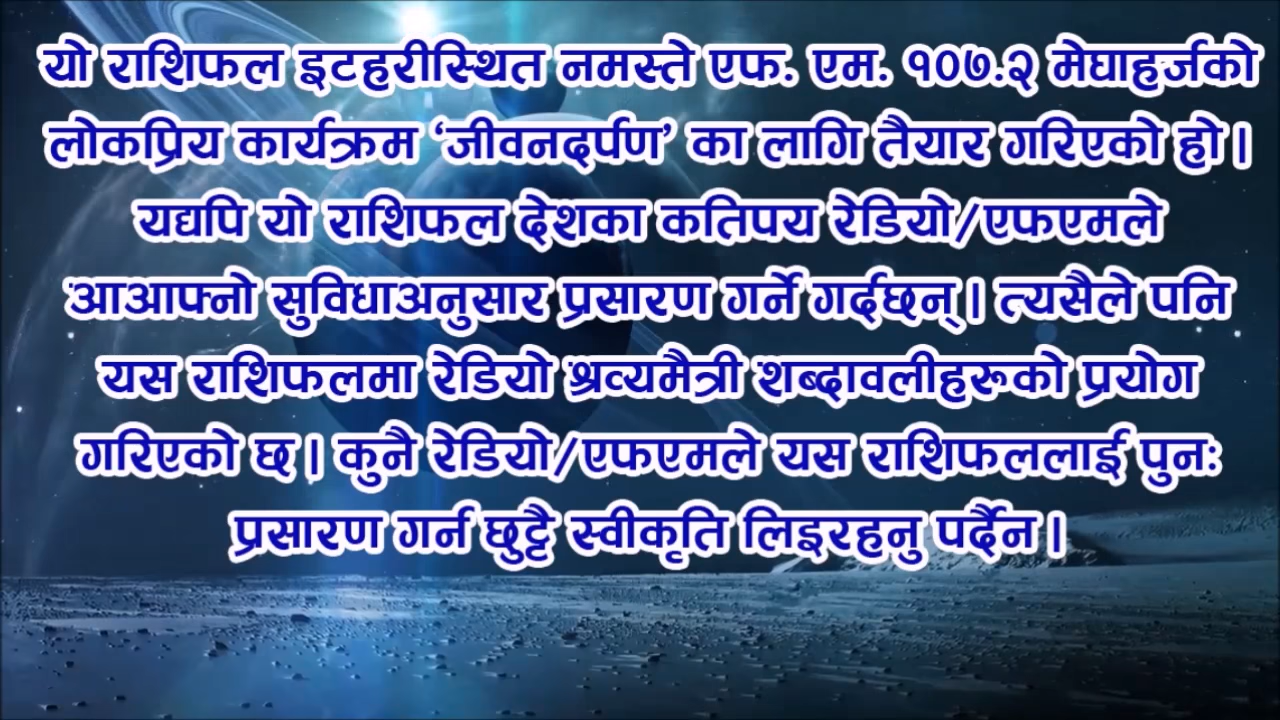 यो राशिफल इटहरीस्थित नमस्ते एफ. एम. १०७.२ मेघाहर्जको
लोकप्रिय कार्यक्रम ‘जीवनदर्पण’ का लागि तैयार गरिएको हो ।
यद्यपि यो राशिफल देशका कतिपय रेडियो/एफएमले
आआफ्नो सुविधाअनुसार प्रसारण गर्ने गर्दछन् । त्यसैले पनि
यस राशिफलमा रेडियो श्रव्यमैत्री शब्दावलीहरूको प्रयोग
गरिएको छ । कुनै रेडियो/एफएमले यस राशिफललाई पुनः
प्रसारण गर्न छुट्टै स्वीकृति लिइरहनु पर्दैन ।